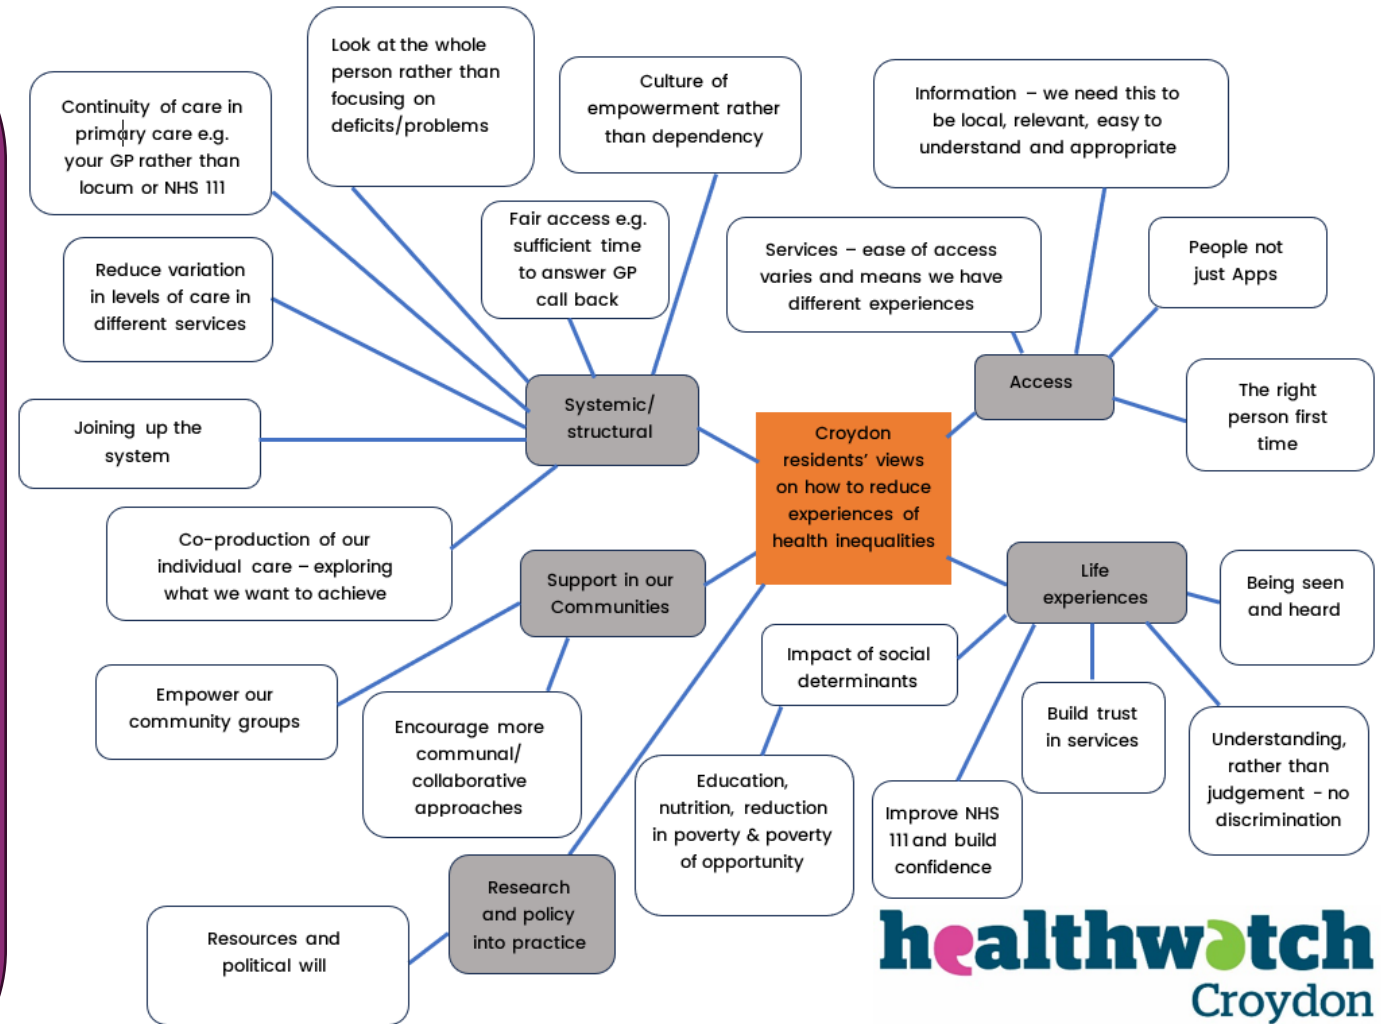 Look at the whole
person rather than
focusing on
deficits/problems
Culture of
empowerment rather
than dependency
Information – we need this to
be local, relevant, easy to
understand and appropriate
Continuity of care in
primary care e.g.
your GP rather than
locum or NHS 111
Fair access e.g.
sufficient time
to answer GP
call back
Services – ease of access
varies and means we have
different experiences
People not
just Apps
Reduce variation
in levels of care in
different services
Systemic/
structural
Access
The right
person first
time
Joining up the
system
Croydon
residents’ views
on how to reduce
experiences of
health inequalities
Co-production of our
individual care – exploring
what we want to achieve
Support in our
Communities
Life
experiences
Being seen
and heard
Empower our
community groups
Encourage more
communal/
collaborative
approaches
Impact of social
determinants
Build trust
in services
Understanding,
rather than
judgement - no
discrimination
Education,
nutrition, reduction
in poverty & poverty
of opportunity
Improve NHS
111 and build
confidence
Research
and policy
into practice
Resources and
political will
healthwatch
Croydon